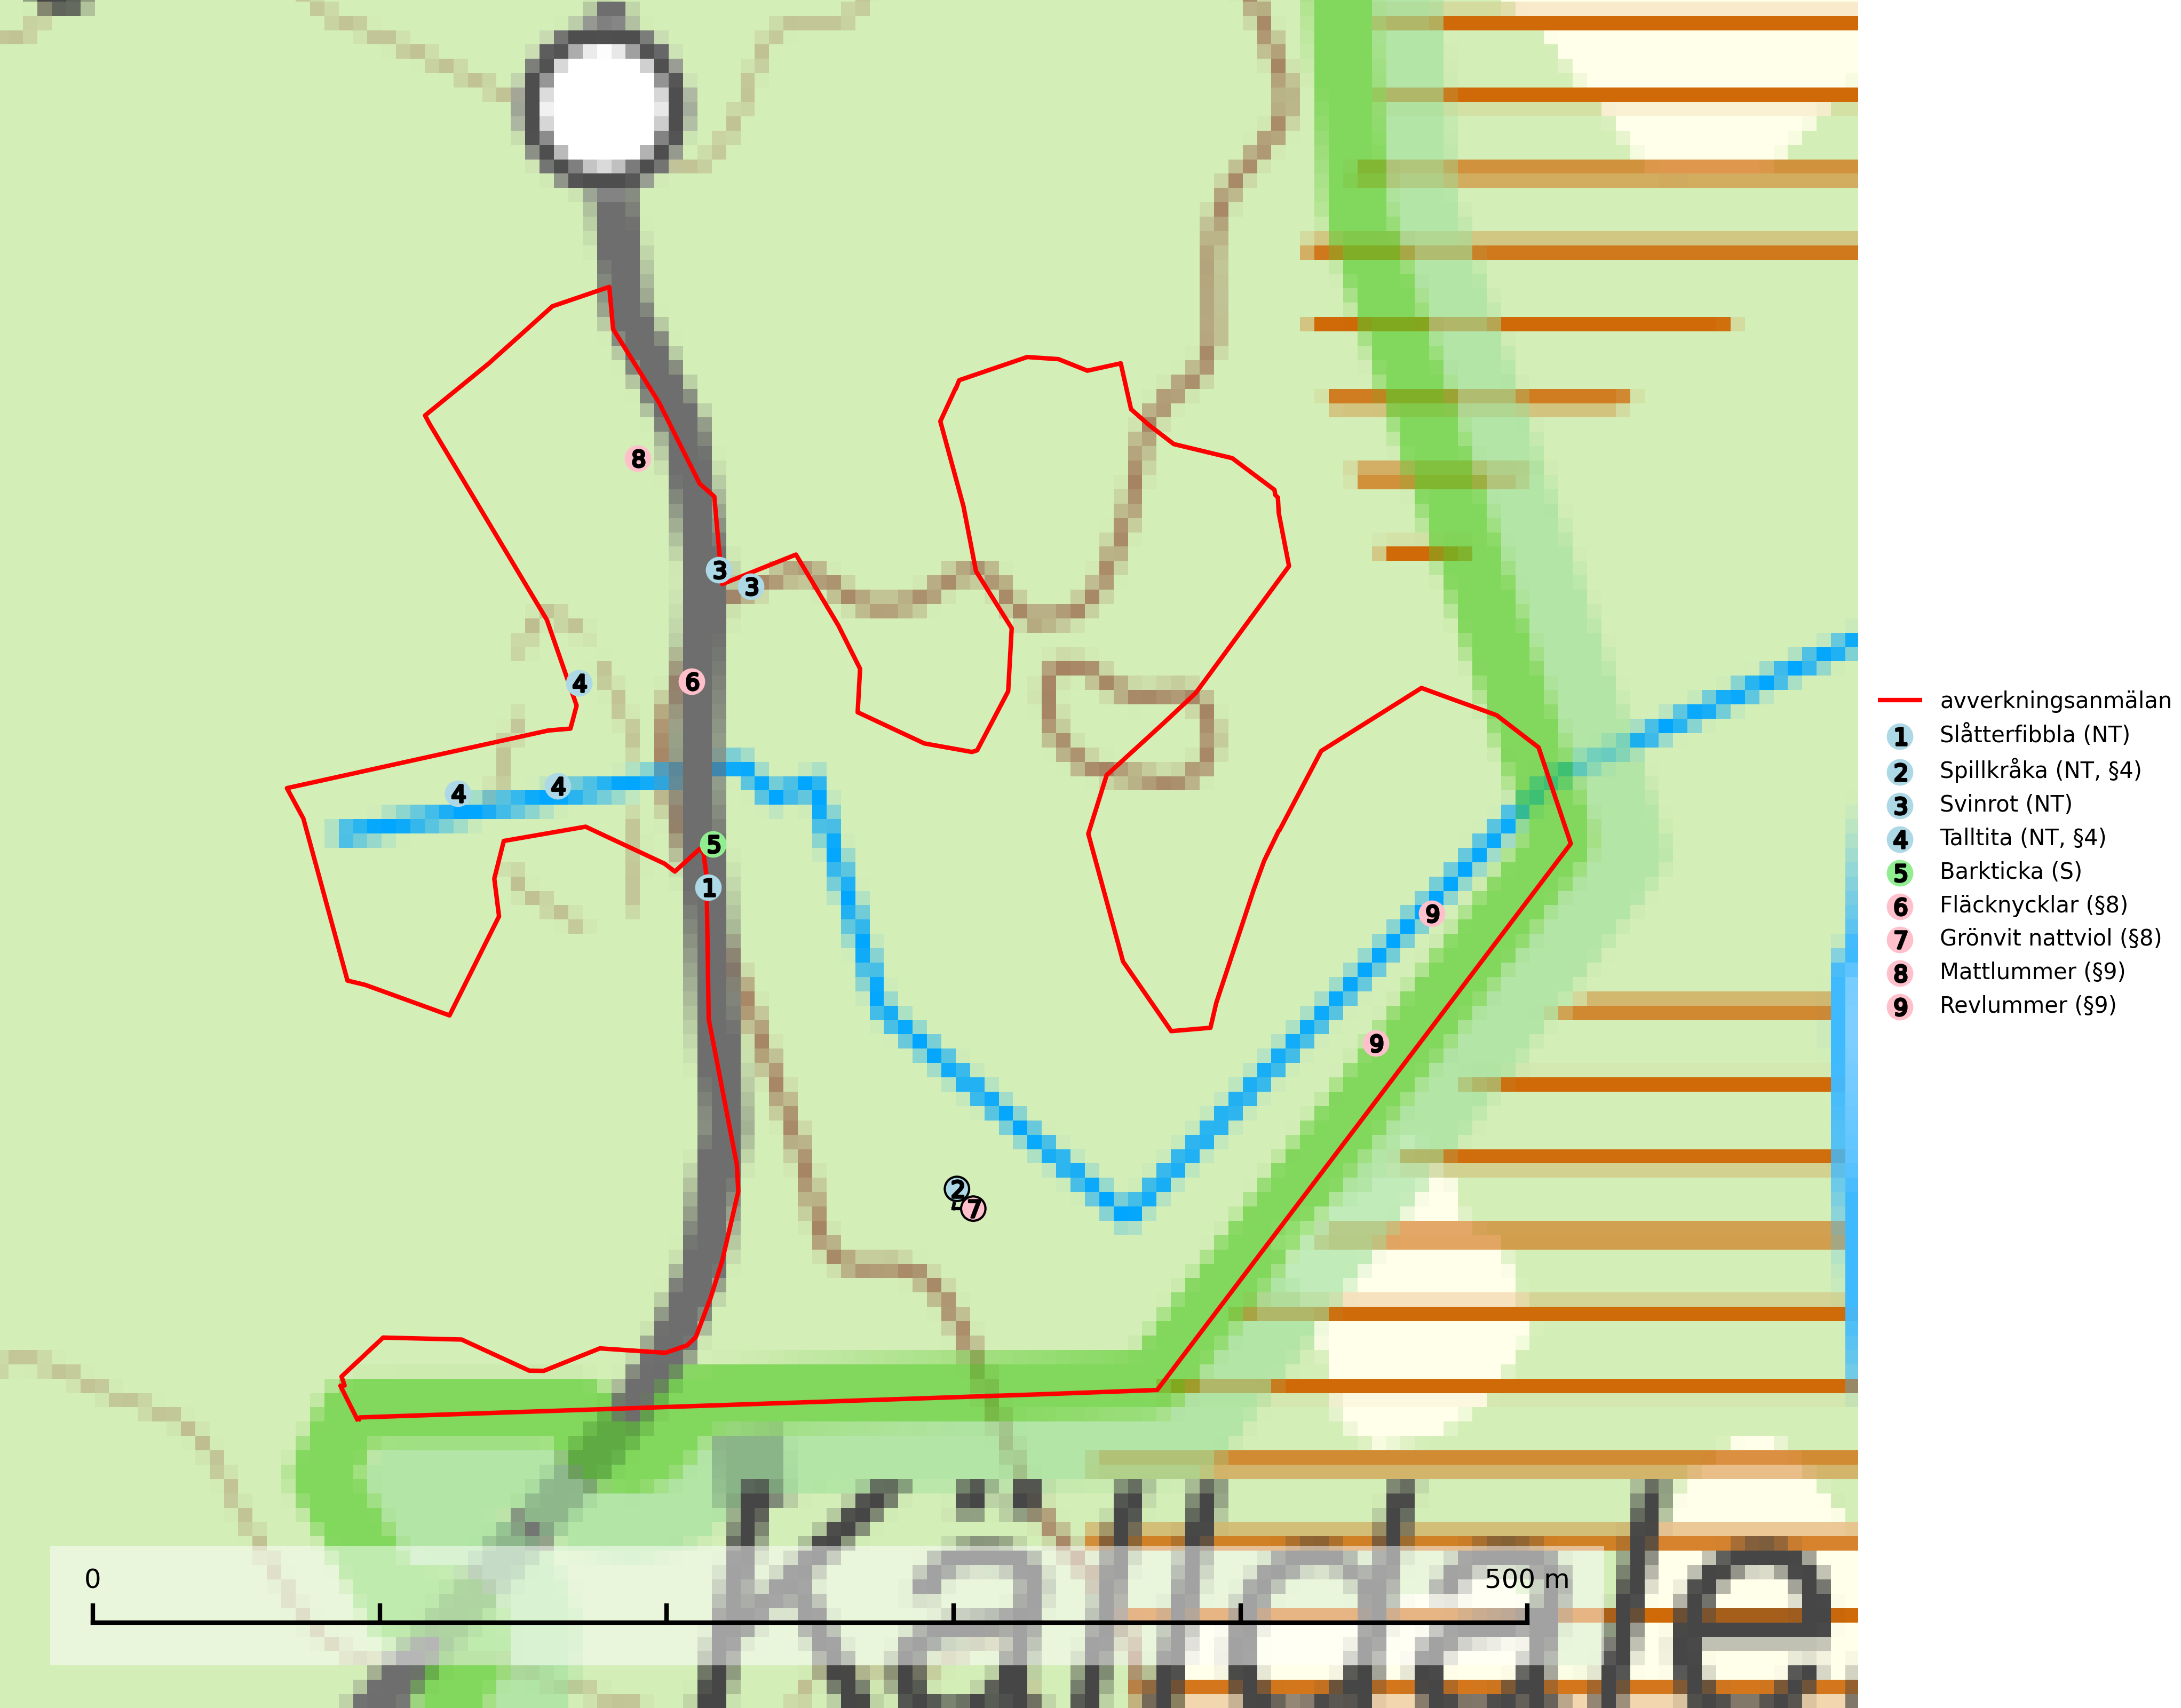 8
3
3
4
6
4
4
5
1
9
9
2
7
avverkningsanmälan
1 Slåtterfibbla (NT)
2 Spillkråka (NT, §4)
3 Svinrot (NT)
4 Talltita (NT, §4)
5 Barkticka (S)
6 Fläcknycklar (§8)
7 Grönvit nattviol (§8)
8 Mattlummer (§9)
9 Revlummer (§9)
0 500 m